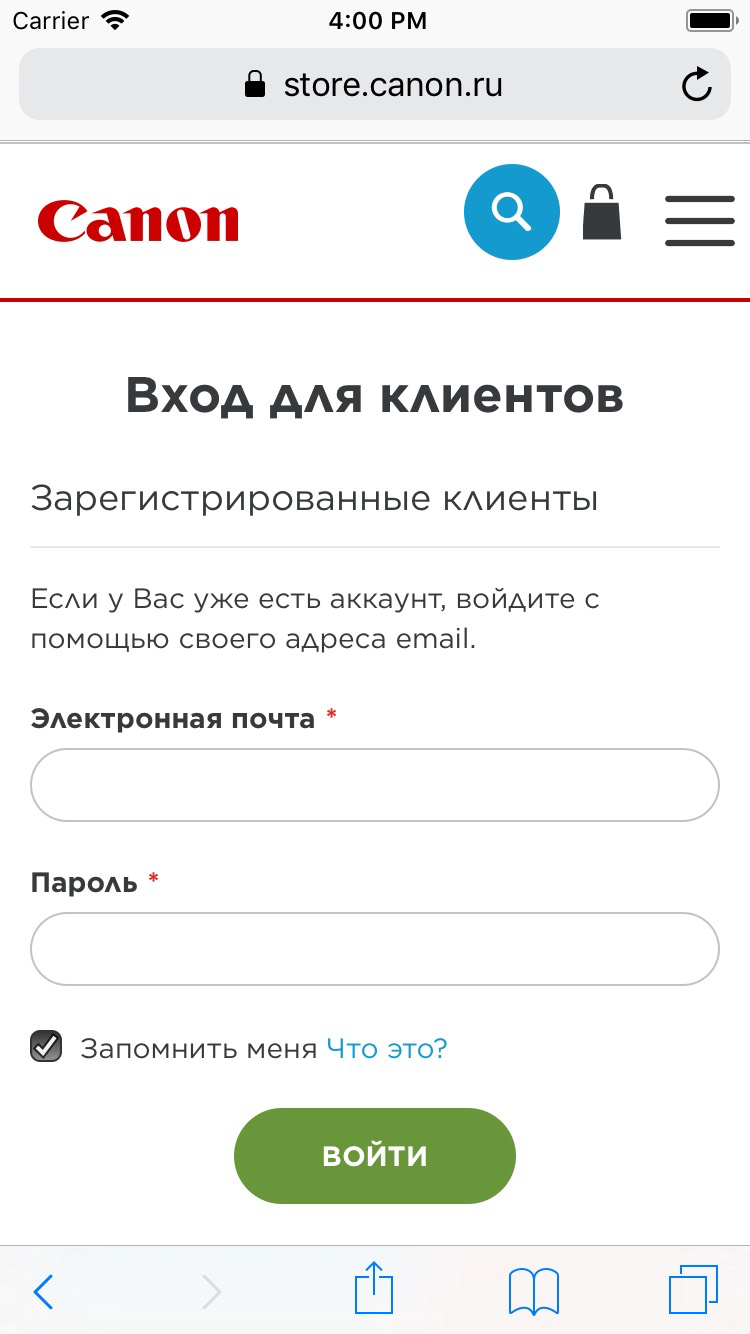 Carrier 4:00 PM
store.canon.ru
Canon
Вход для клиентов
Зарегистрированные клиенты
Если у Вас уже есть аккаунт, войдите с
помощью своего адреса email.
Электронная почта *
Пароль *
Запомнить меня Что это?
ВОЙТИ